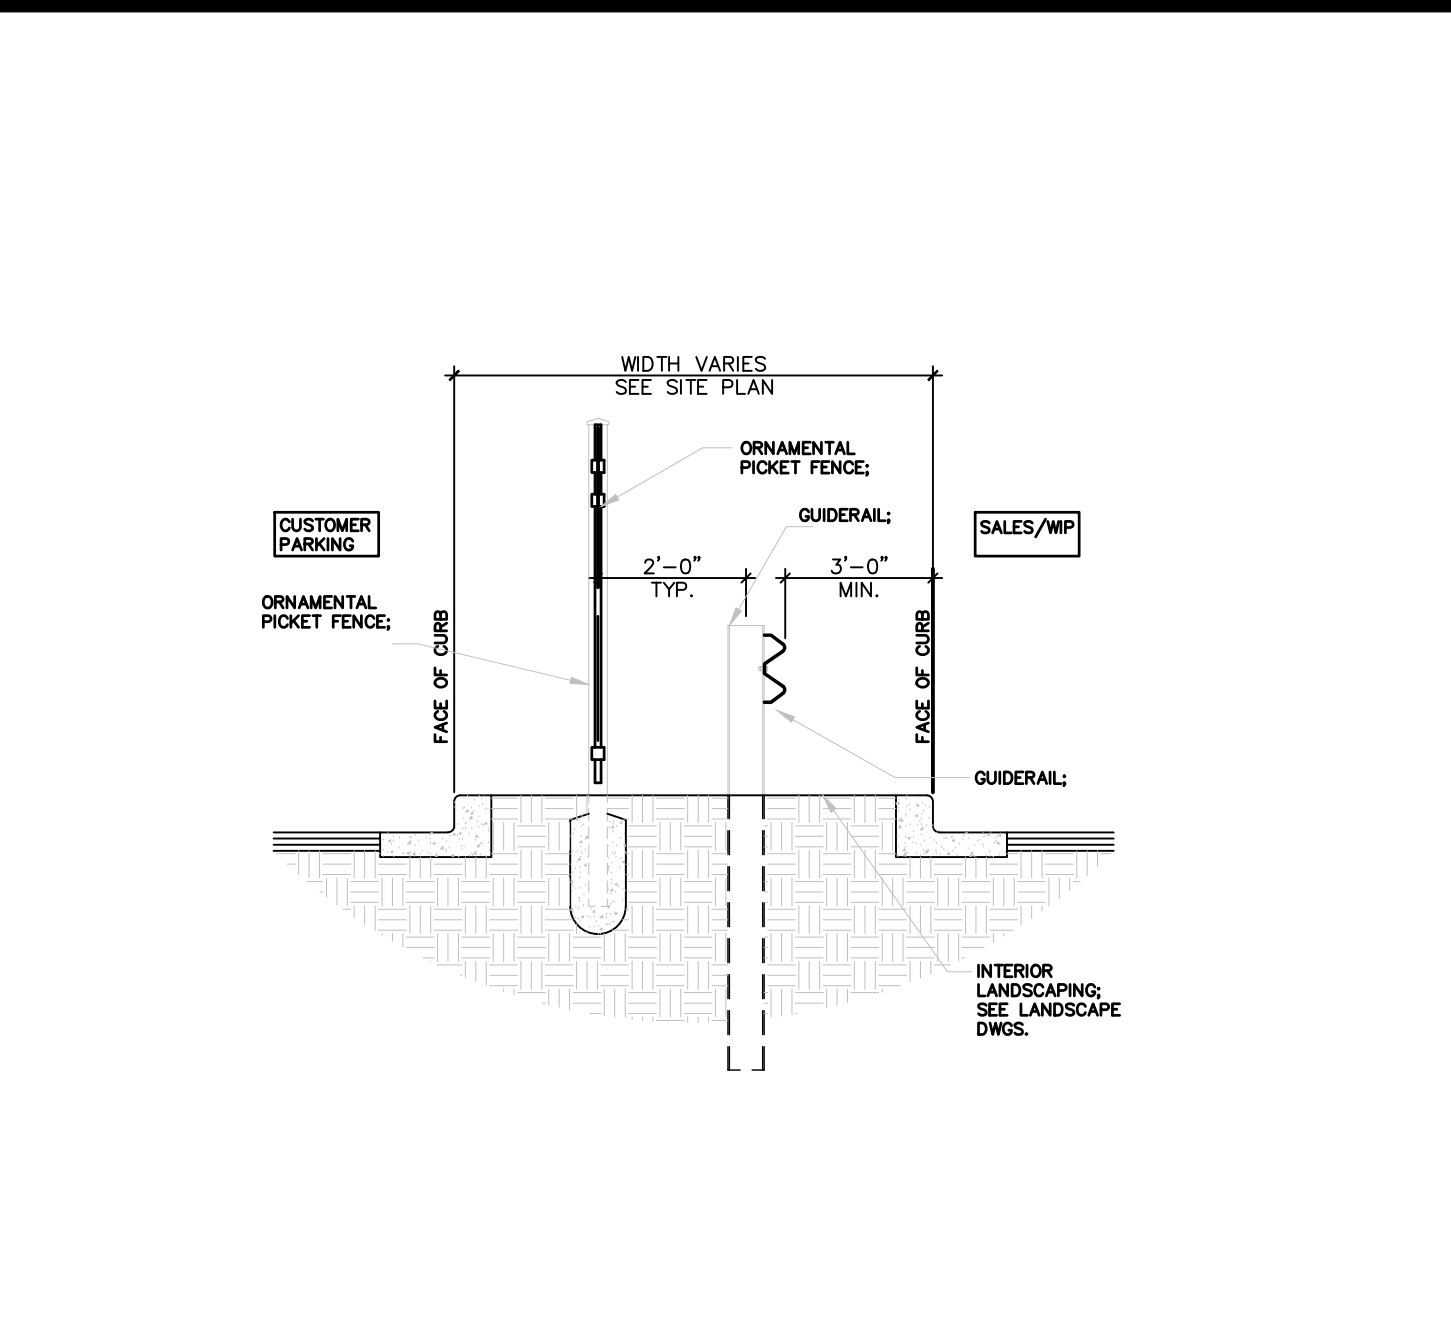 WIDTH VARIES
SEE SITE PLAN
ORNAMENTAL
PICKET FENCE;
GUIDERAIL;
CUSTOMER
PARKING
SALES/WIP
2'-0"
TYP.
3'-0"
MIN.
ORNAMENTAL
PICKET FENCE;
FACE OF CURB
FACE OF CURB
GUIDERAIL;
INTERIOR
LANDSCAPING;
SEE LANDSCAPE
DWGS.